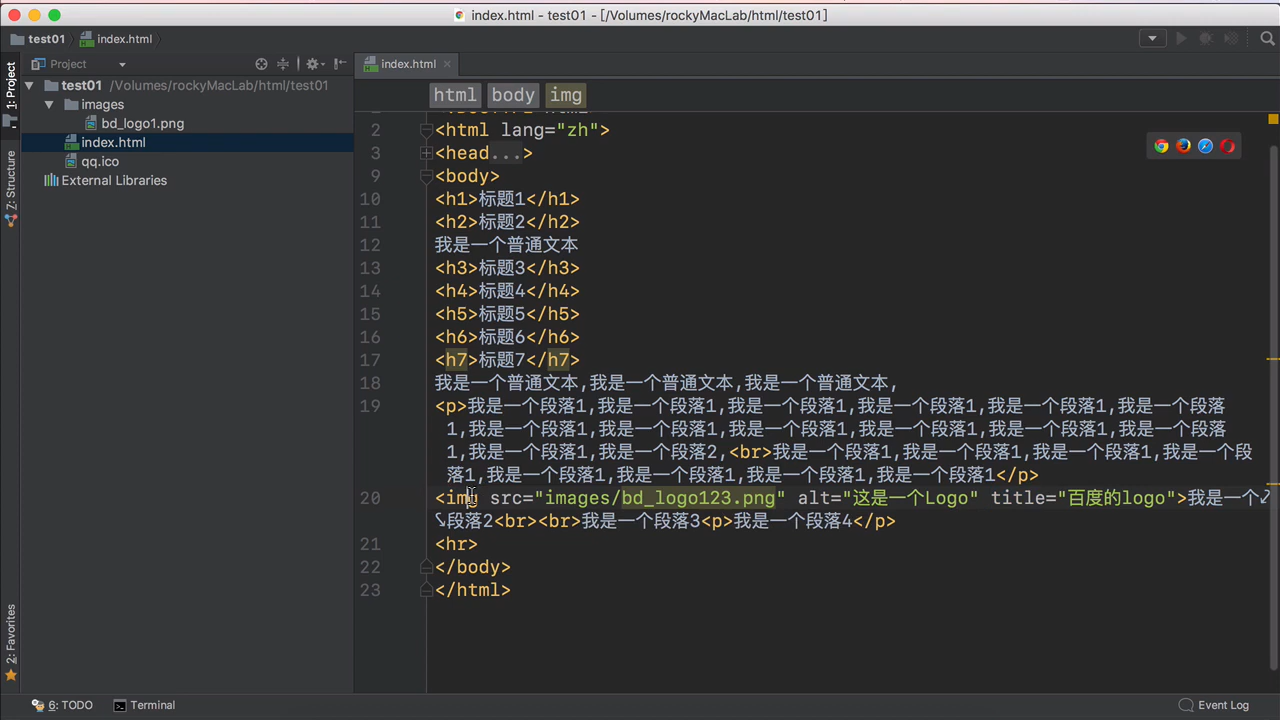 index.html - test01 - [/Volumes/rockyMacLab/html/test01]
test01 index.html
Project
index.html
1: Project
Z: Structure
2: Favorites
test01 /Volumes/rockyMacLab/html/test01
images
bd_logo1.png
index.html
qq.ico
External Libraries
html body img
2 <html lang="zh">
3 <head...>
9 <body>
10 <h1>标题1</h1>
11 <h2>标题2</h2>
12 我是一个普通文本
13 <h3>标题3</h3>
14 <h4>标题4</h4>
15 <h5>标题5</h5>
16 <h6>标题6</h6>
17 <h7>标题7</h7>
18 我是一个普通文本,我是一个普通文本,我是一个普通文本,
19 <p>我是一个段落1,我是一个段落1,我是一个段落1,我是一个段落1,我是一个段落1,我是一个段落
1,我是一个段落1,我是一个段落1,我是一个段落1,我是一个段落1,我是一个段落1,我是一个段落
1,我是一个段落1,我是一个段落2,<br>我是一个段落1,我是一个段落1,我是一个段落1,我是一个段
落1,我是一个段落1,我是一个段落1,我是一个段落1,我是一个段落1</p>
20 <img src="images/bd_logo123.png" alt="这是一个Logo" title="百度的logo">我是一个
段落2<br><br>我是一个段落3<p>我是一个段落4</p>
21 <hr>
22 </body>
23 </html>
6: TODO Terminal Event Log